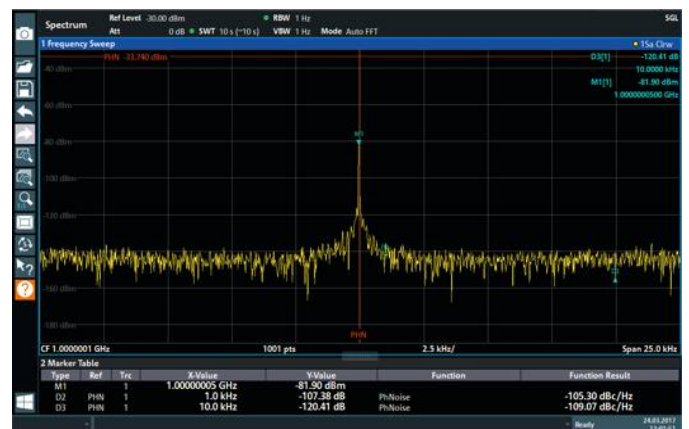 Spectrum Ref Level -30.00 dBm ● RBW 1 Hz SGL
Att 0 dB ● SWT 10 s (~10 s) VBW 1 Hz Mode Auto FFT
1 Frequency Sweep ● 1Sa Clrw
PHN -33.740 dBm D3[1] -120.41 dB
-40 dBm 10.0000 kHz
M1[1] -81.90 dBm
1.0000000500 GHz
-60 dBm
M1
-80 dBm
-100 dBm
-120 dBm
D3
-160 dBm
-180 dBm
PHN
CF 1.0000001 GHz 1001 pts 2.5 kHz/ Span 25.0 kHz
2 Marker Table
Type Ref Trc X-Value Y-Value Function Function Result
M1 1 1.00000005 GHz -81.90 dBm
D2 PHN 1 1.0 kHz -107.38 dB PhNoise -105.30 dBc/Hz
D3 PHN 1 10.0 kHz -120.41 dB PhNoise -109.07 dBc/Hz
Ready 24.03.2017